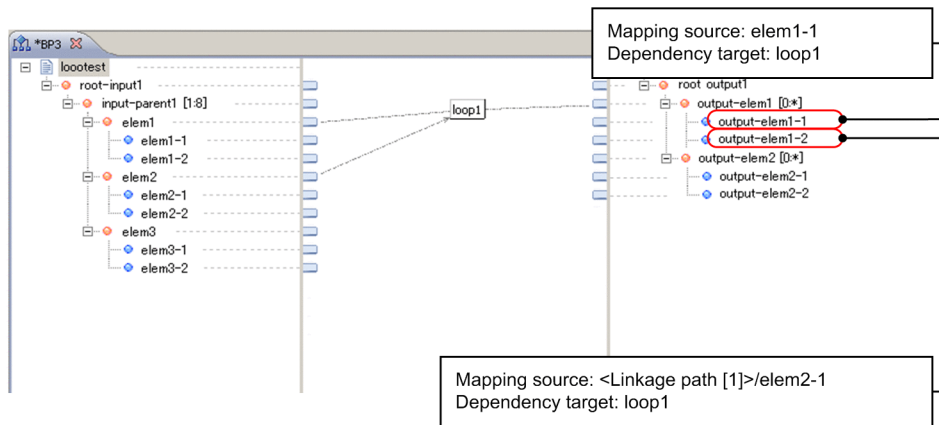 Mapping source: elem1-1
Dependency target: loop1
*BP3
loootest
root-input1
input-parent1 [1:8]
elem1
elem1-1
elem1-2
elem2
elem2-1
elem2-2
elem3
elem3-1
elem3-2
loop1
root output1
output-elem1 [0:*]
output-elem1-1
output-elem1-2
output-elem2 [0:*]
output-elem2-1
output-elem2-2
Mapping source: <Linkage path [1]>/elem2-1
Dependency target: loop1